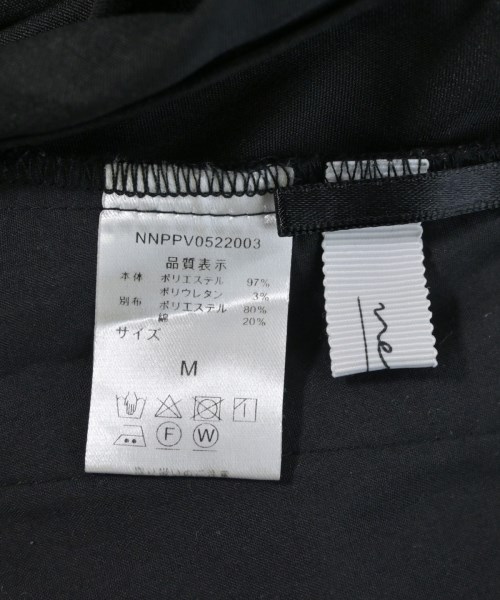 NNPPV0522003
品質表示
本体 ポリエステル 97%
ポリウレタン 3%
別布 ポリエステル 80%
綿 20%
サイズ
M
F W
ne